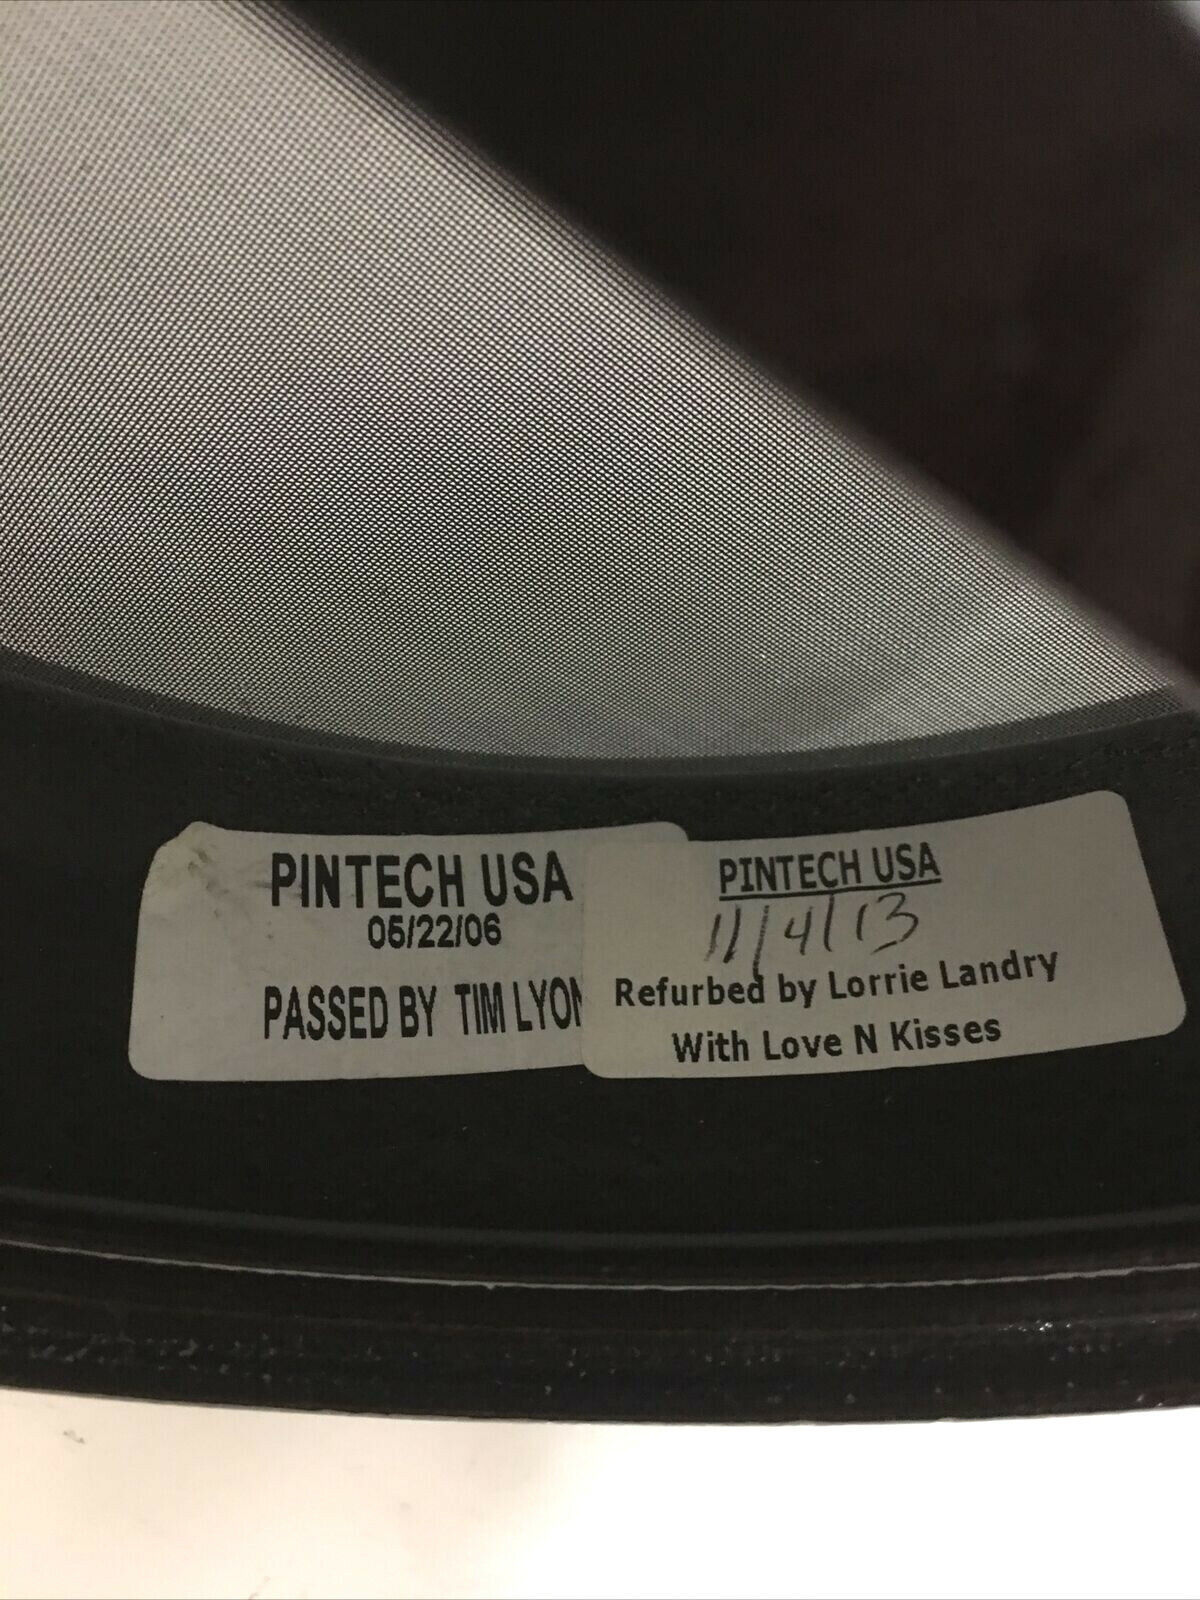 PINTECH USA
05/22/06
PASSED BY TIM LYON
PINTECH USA
11/4/13
Refurbed by Lorrie Landry
With Love N Kisses